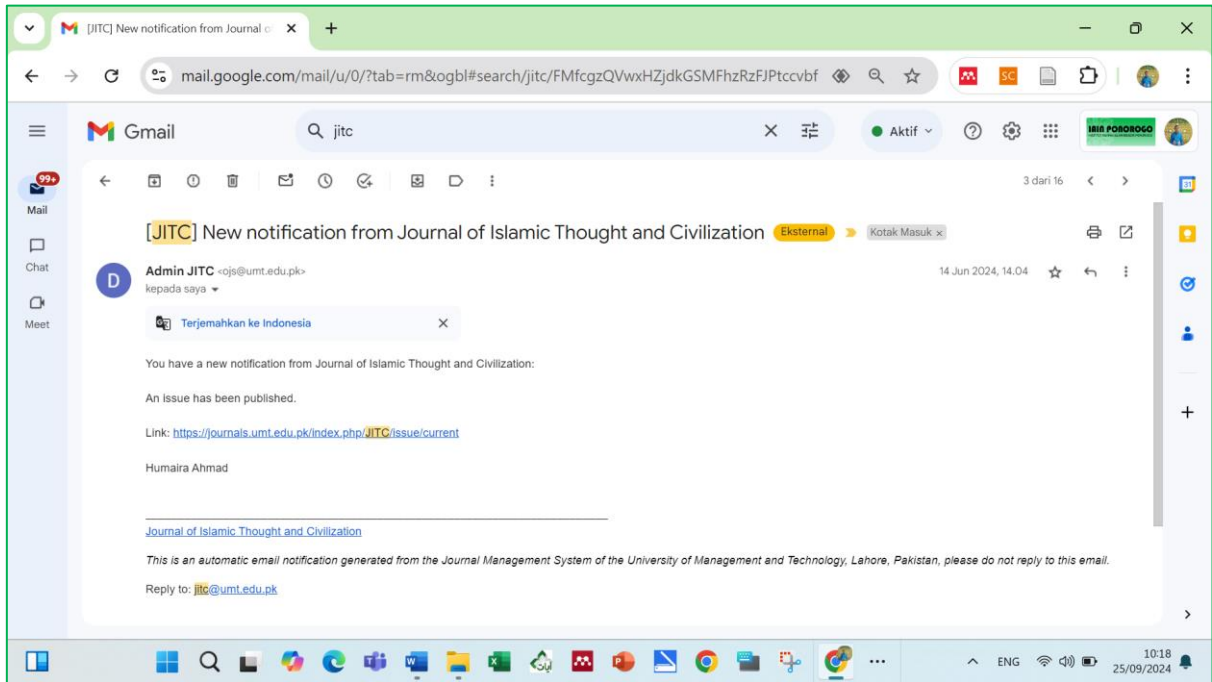 [JITC] New notification from Journal o
mail.google.com/mail/u/0/?tab=rm&ogbl#search/jitc/FMfcgzQVwxHZjdkGSMFhzRzFJPtccvbf
SC
Gmail
jitc
Aktif
IAIN PONOROGO
99+
Mail
Chat
Meet
3 dari 16
31
[JITC] New notification from Journal of Islamic Thought and Civilization Eksternal Kotak Masuk x
D
Admin JITC <ojs@umt.edu.pk>
14 Jun 2024, 14.04
kepada saya
Terjemahkan ke Indonesia
You have a new notification from Journal of Islamic Thought and Civilization:
An issue has been published.
Link: https://journals.umt.edu.pk/index.php/JITC/issue/current
Humaira Ahmad
Journal of Islamic Thought and Civilization
This is an automatic email notification generated from the Journal Management System of the University of Management and Technology, Lahore, Pakistan, please do not reply to this email.
Reply to: jitc@umt.edu.pk
ENG
10:18
25/09/2024